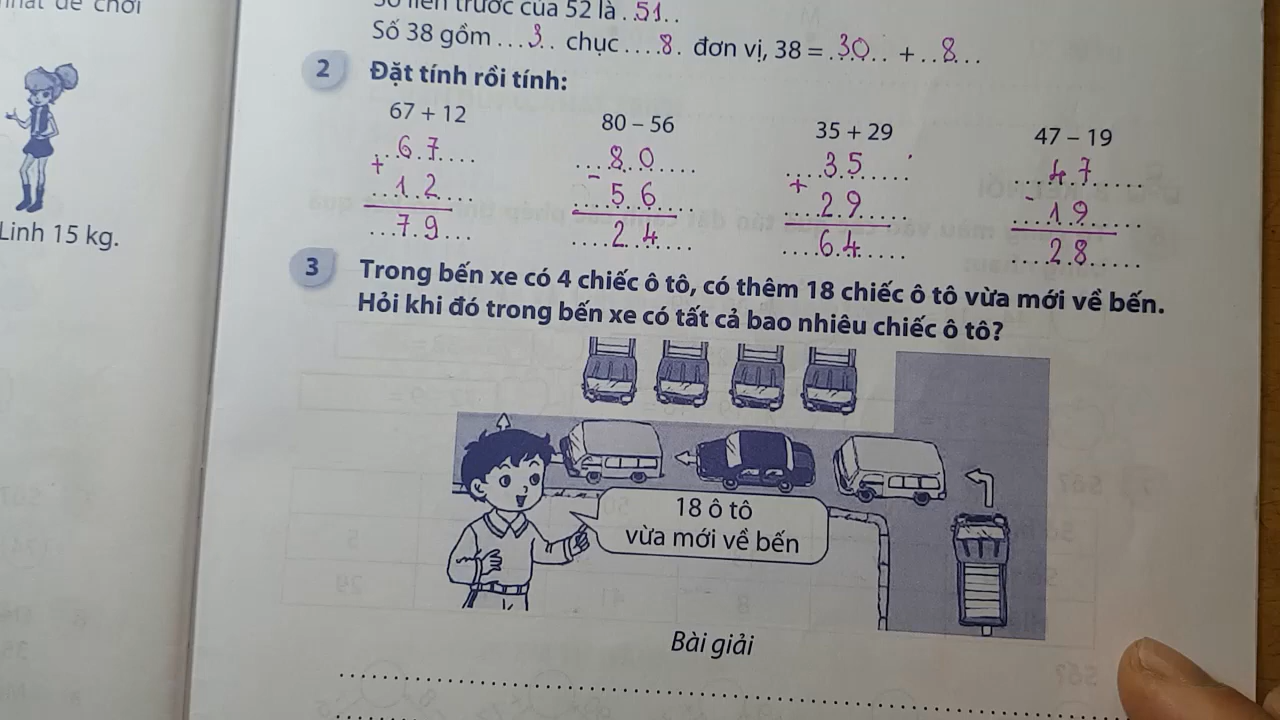 Số liền trước của 52 là . .51. .
Số 38 gồm . . .3. . chục . . . .8. đơn vị, 38 = .30. . + . .8. . .
2 Đặt tính rồi tính:
67 + 12 80 – 56 35 + 29 47 – 19
67 80 35 47
+ - + -
12 56 29 19
79 24 64 28
Linh 15 kg.
3 Trong bến xe có 4 chiếc ô tô, có thêm 18 chiếc ô tô vừa mới về bến.
Hỏi khi đó trong bến xe có tất cả bao nhiêu chiếc ô tô?
18 ô tô
vừa mới về bến
Bài giải